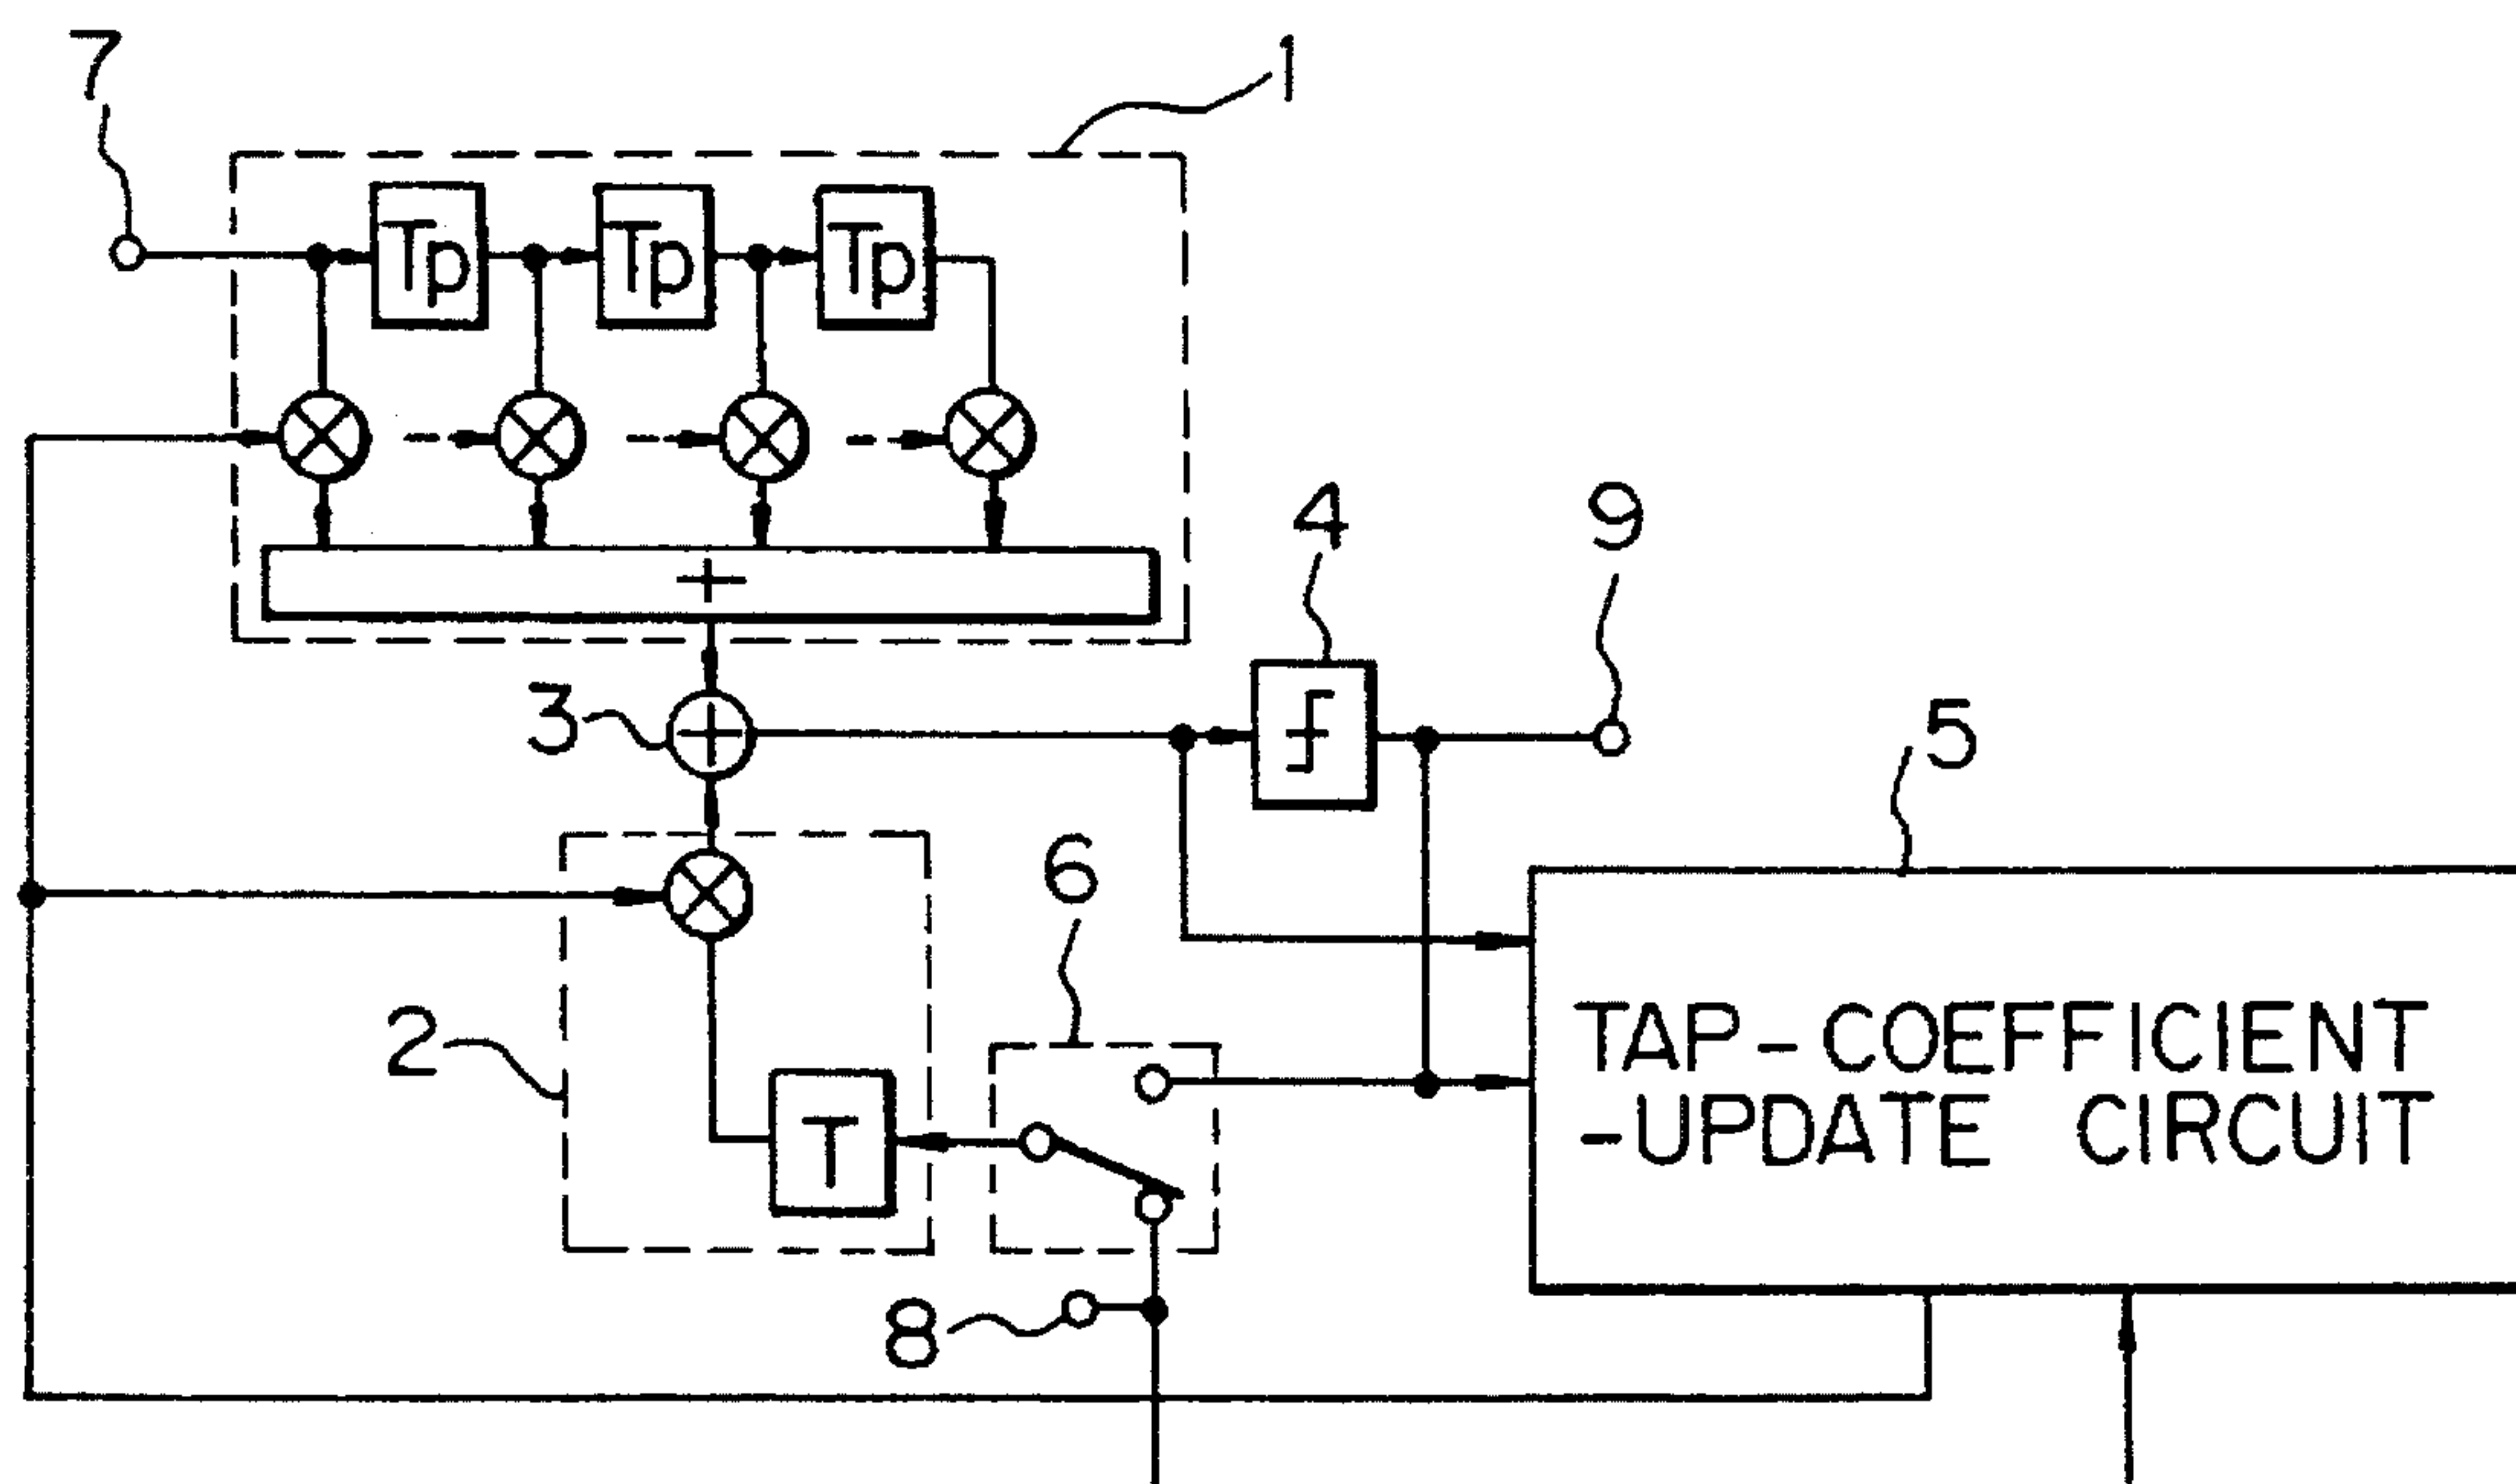 7
1
Tp Tp Tp
+
4
9
3
5
6
2
T
TAP-COEFFICIENT
-UPDATE CIRCUIT
8